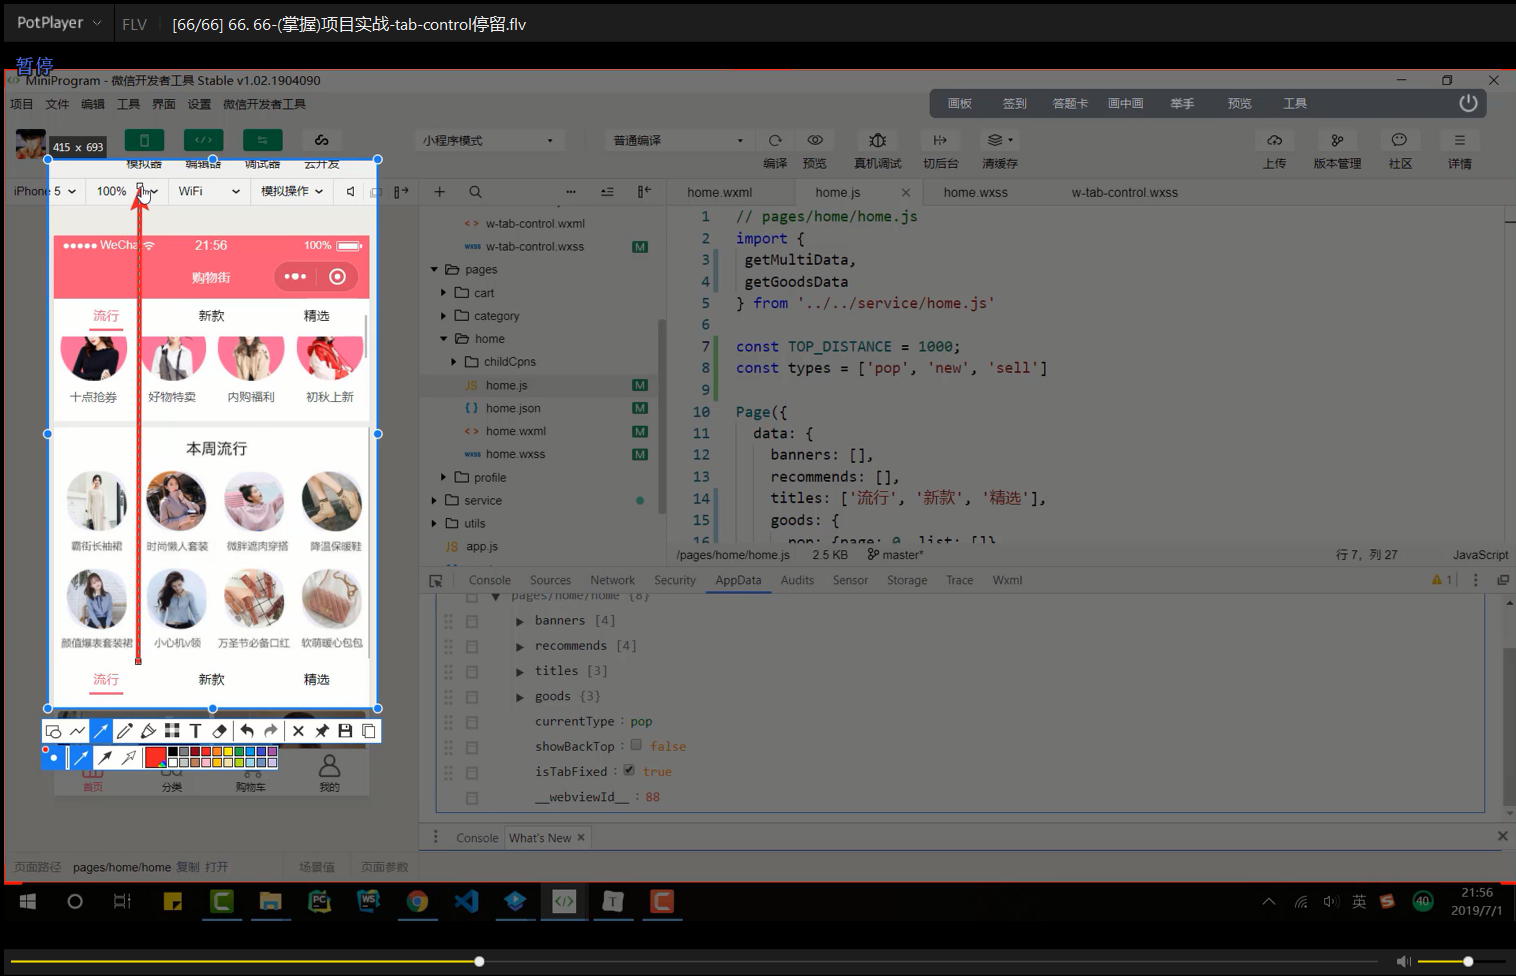 PotPlayer FLV [66/66] 66. 66-(掌握)项目实战-tab-control停留.flv
暂停
MiniProgram - 微信开发者工具 Stable v1.02.1904090
项目 文件 编辑 工具 界面 设置 微信开发者工具
画板 签到 答题卡 画中画 举手 预览 工具
415 x 693
小程序模式 普通编译
模拟器 编辑器 调试器 云开发 编译 预览 真机调试 切后台 清缓存 上传 版本管理 社区 详情
iPhone 5 100% WiFi 模拟操作
home.wxml home.js home.wxss w-tab-control.wxss
WeCha 21:56 100%
购物街
流行 新款 精选
十点抢券 好物特卖 内购福利 初秋上新
本周流行
霸街长袖裙 时尚懒人套装 微胖遮肉穿搭 降温保暖鞋
颜值爆表套装裙 小心机v领 万圣节必备口红 软萌暖心包包
流行 新款 精选
T
首页 分类 购物车 我的
页面路径 pages/home/home 复制 打开 场景值 页面参数
w-tab-control.wxml
w-tab-control.wxss M
pages
cart
category
home
childCpns
JS home.js M
{ } home.json M
<> home.wxml M
wxss home.wxss M
profile
service
utils
JS app.js
1 // pages/home/home.js
2 import {
3 getMultiData,
4 getGoodsData
5 } from '../../service/home.js'
6
7 const TOP_DISTANCE = 1000;
8 const types = ['pop', 'new', 'sell']
9
10 Page({
11 data: {
12 banners: [],
13 recommends: [],
14 titles: ['流行', '新款', '精选'],
15 goods: {
16 pop: {page: 0, list: []}
/pages/home/home.js 2.5 KB master* 行 7，列 27 JavaScript
Console Sources Network Security AppData Audits Sensor Storage Trace Wxml 1
pages/home/home {8}
banners [4]
recommends [4]
titles [3]
goods {3}
currentType : pop
showBackTop : false
isTabFixed : true
__webviewId__ : 88
Console What's New
PC WS T 英 40
21:56
2019/7/1